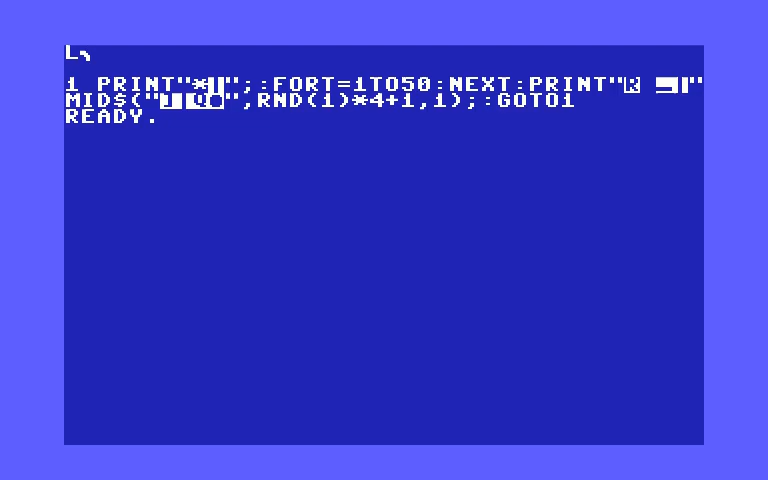 L╮
1 PRINT"*▌";:FORT=1TO50:NEXT:PRINT"R ▄▌"
MID$("] Q●",RND(1)*4+1,1);:GOTO1
READY.